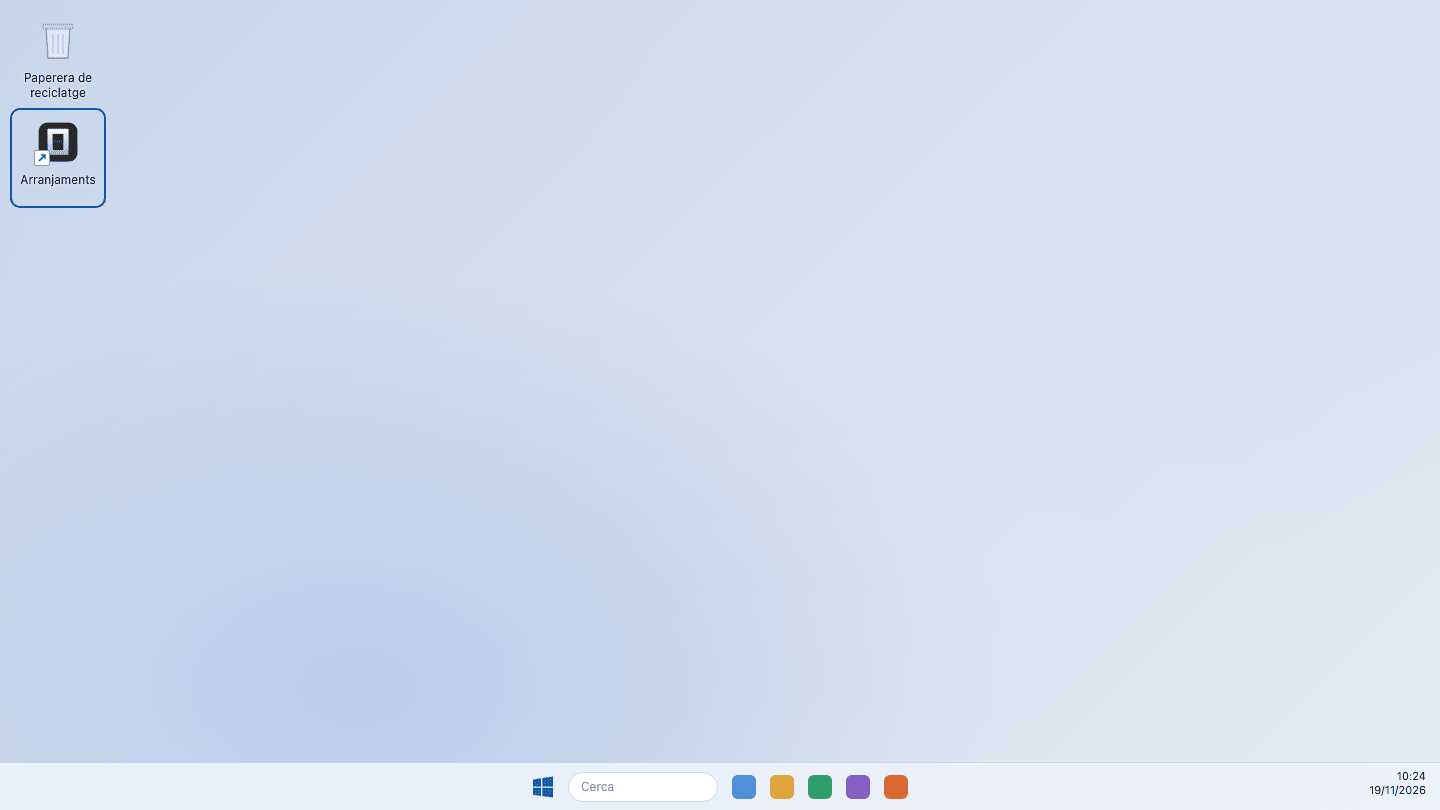 Paperera de
reciclatge
Arranjaments
Cerca
10:24
19/11/2026